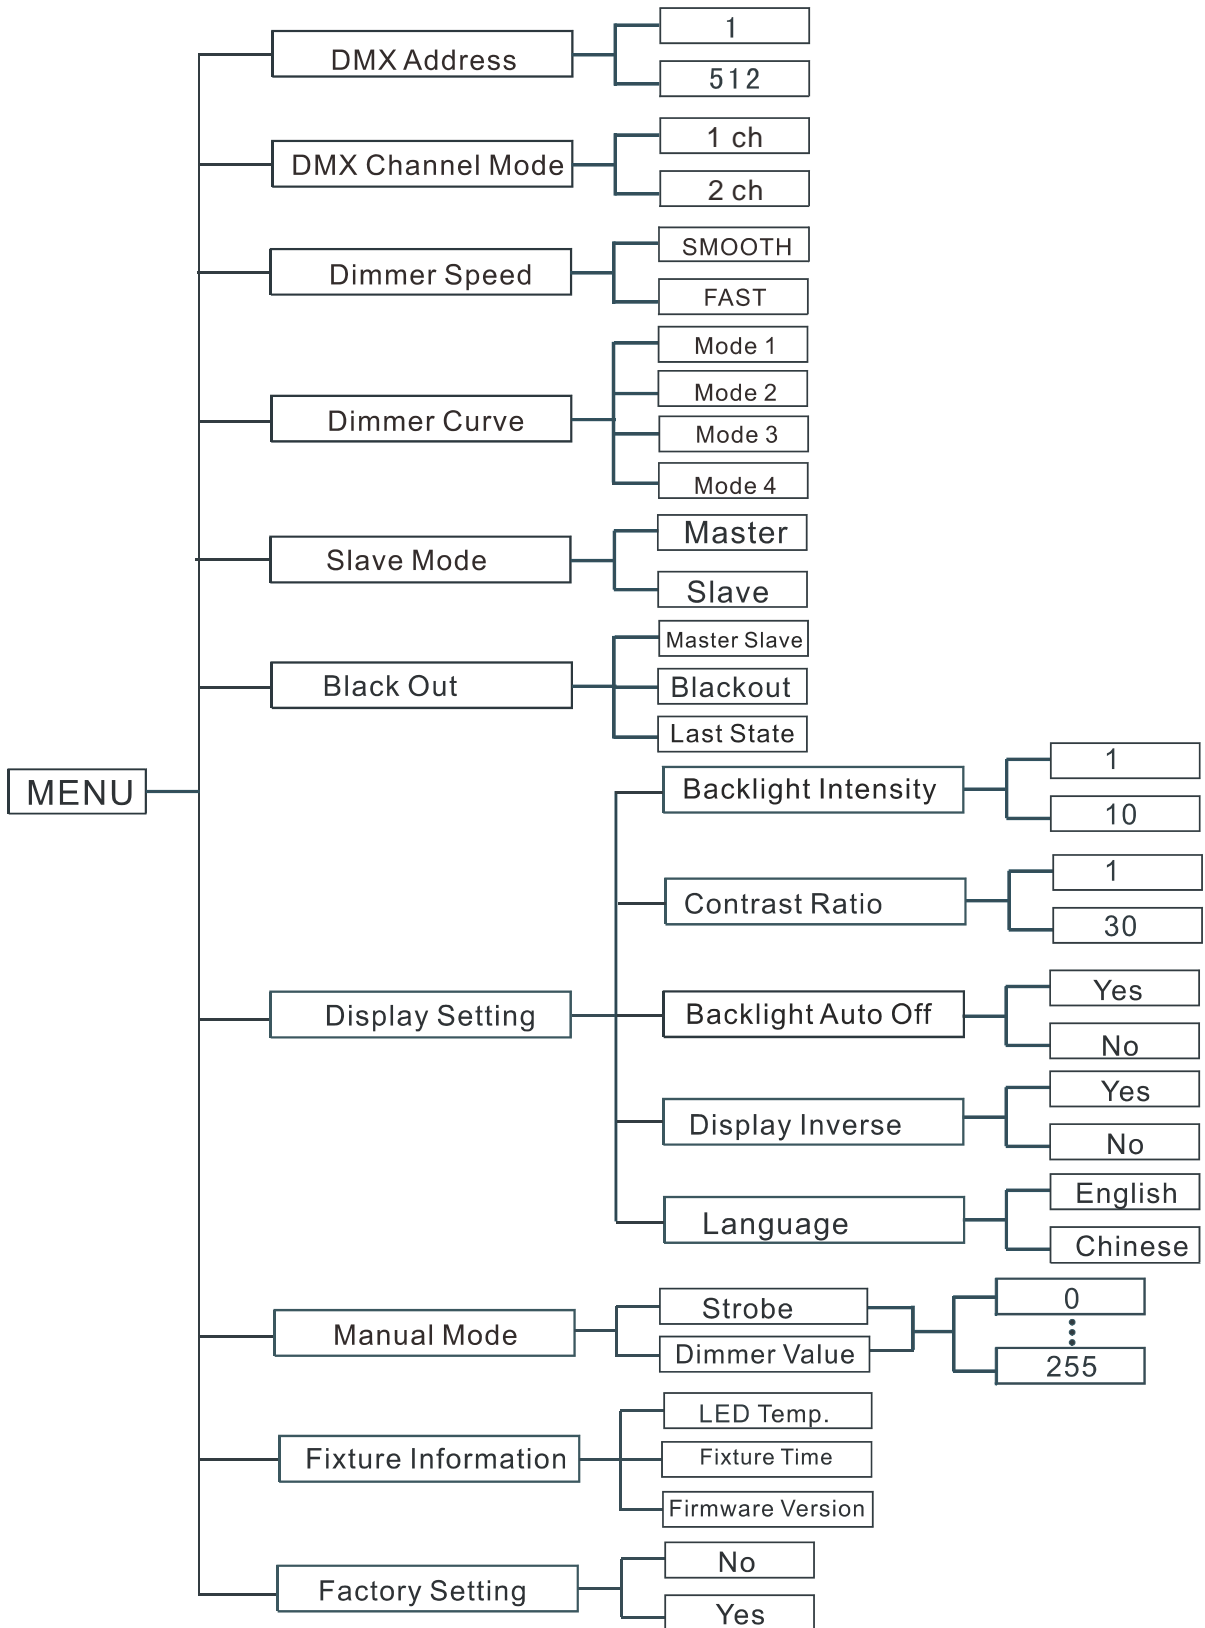 MENU
DMX Address
1
512
DMX Channel Mode
1 ch
2 ch
Dimmer Speed
SMOOTH
FAST
Dimmer Curve
Mode 1
Mode 2
Mode 3
Mode 4
Slave Mode
Master
Slave
Black Out
Master Slave
Blackout
Last State
Display Setting
Backlight Intensity
1
10
Contrast Ratio
1
30
Backlight Auto Off
Yes
No
Display Inverse
Yes
No
Language
English
Chinese
Manual Mode
Strobe
Dimmer Value
0
255
Fixture Information
LED Temp.
Fixture Time
Firmware Version
Factory Setting
No
Yes